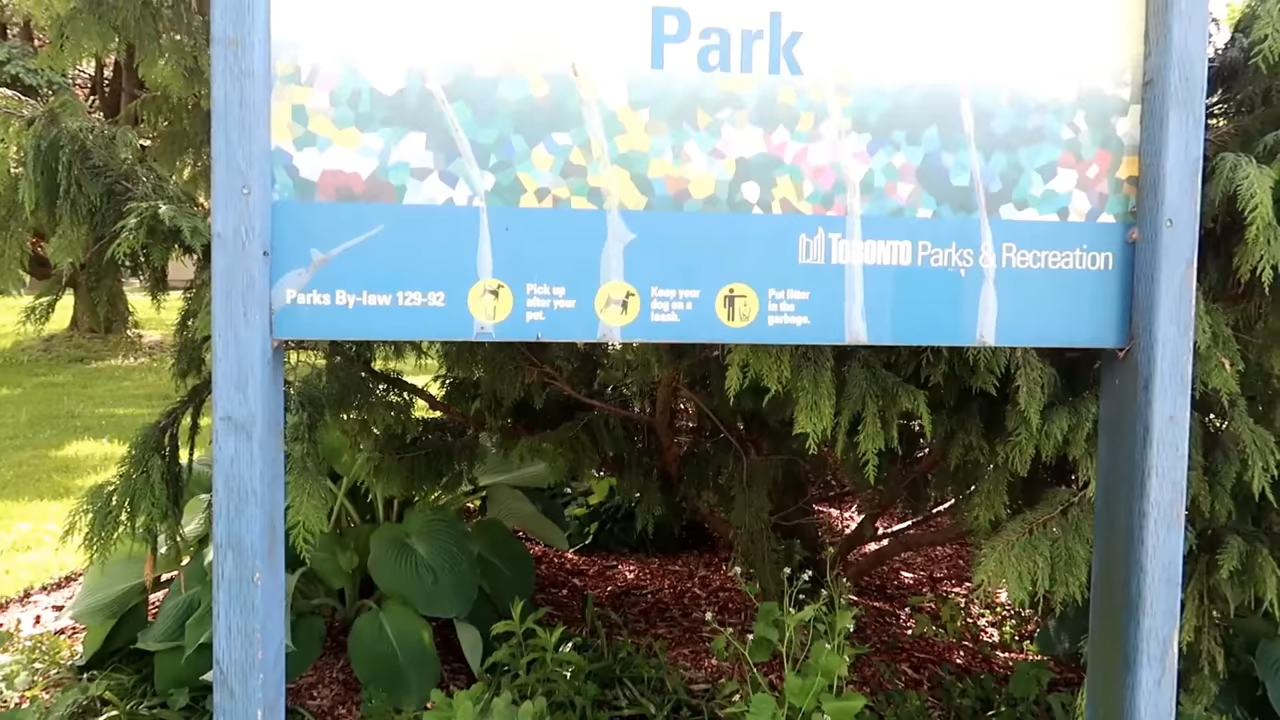 Park
TORONTO Parks & Recreation
Parks By-law 129-92
Pick up
after your
pet.
Keep your
dog on a
leash.
Put litter
in the
garbage.